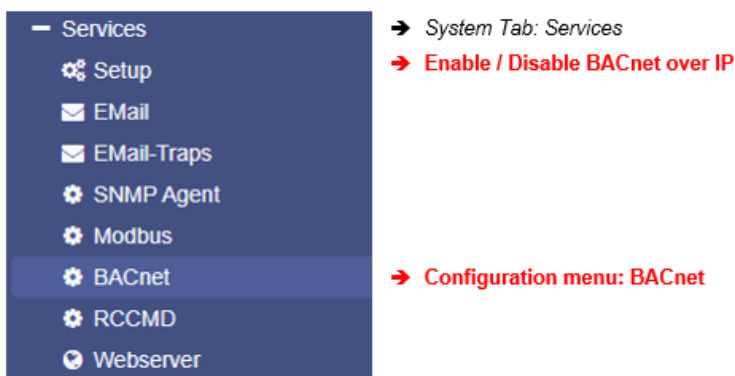 Services
System Tab: Services
Setup
Enable / Disable BACnet over IP
EMail
EMail-Traps
SNMP Agent
Modbus
BACnet
Configuration menu: BACnet
RCCMD
Webserver